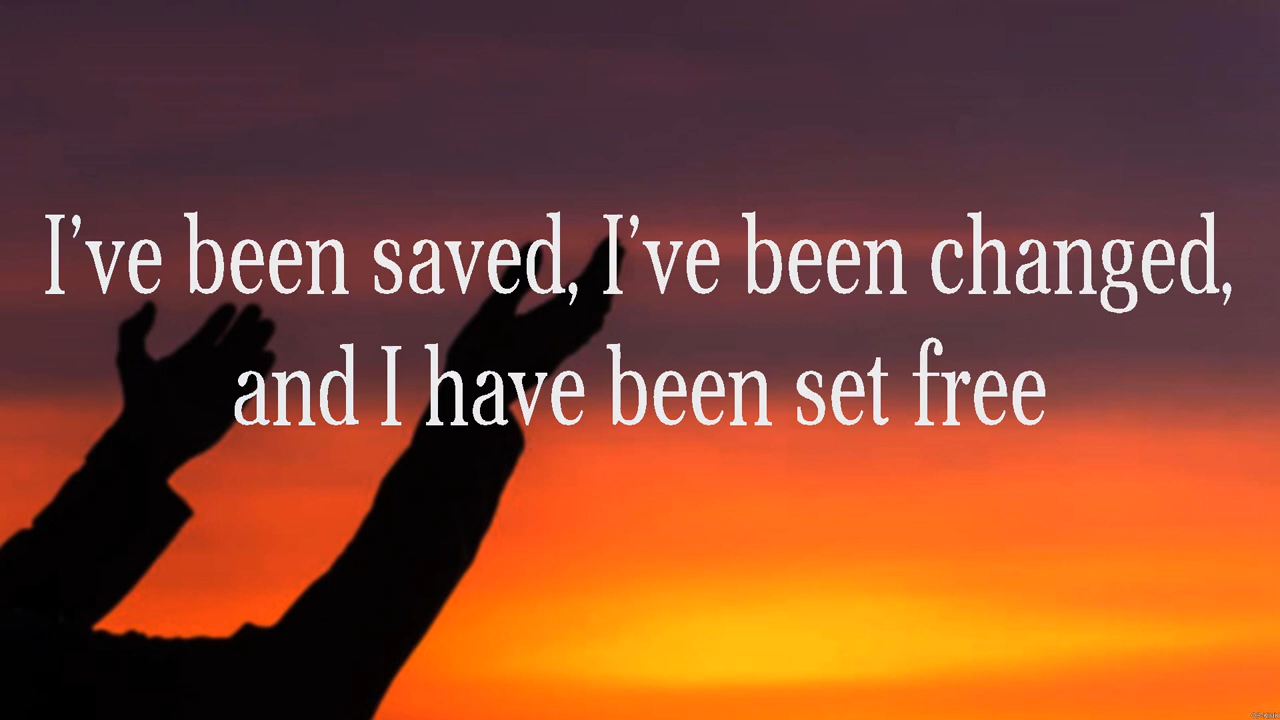 I’ve been saved, I’ve been changed,
and I have been set free